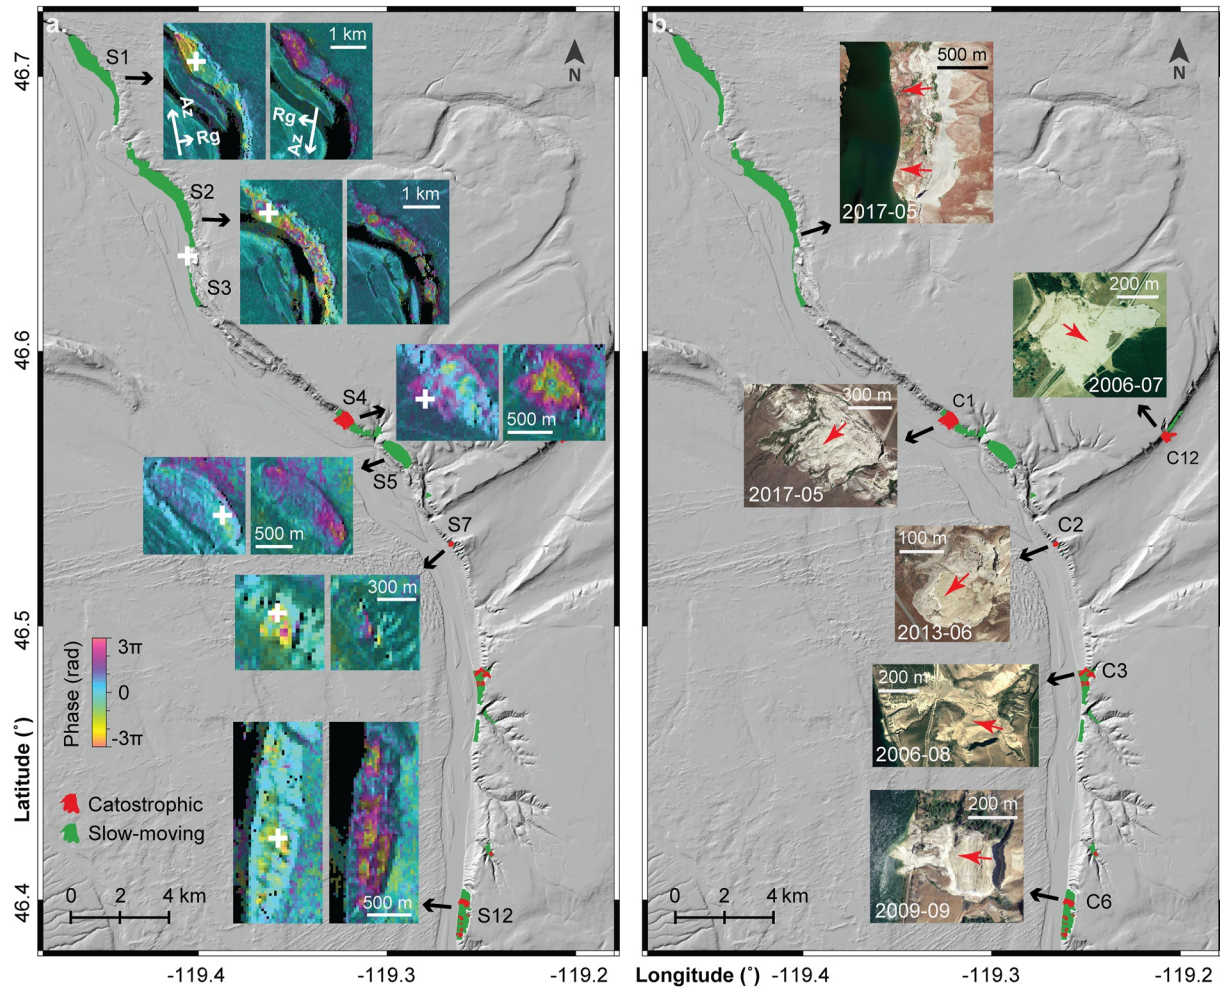 a
S1
1 km
N
Az
Rg
Rg
Az
S2
1 km
S3
S4
500 m
S5
500 m
S7
300 m
Phase (rad)
3π
0
-3π
Catostrophic
Slow-moving
0 2 4 km
500 m
S12
46.7
46.6
46.5
46.4
Latitude (˚)
-119.4
-119.3
-119.2
b
500 m
N
2017-05
200 m
2006-07
C12
C1
300 m
2017-05
C2
100 m
2013-06
C3
200 m
2006-08
200 m
2009-09
C6
0 2 4 km
Longitude (˚)
-119.4
-119.3
-119.2